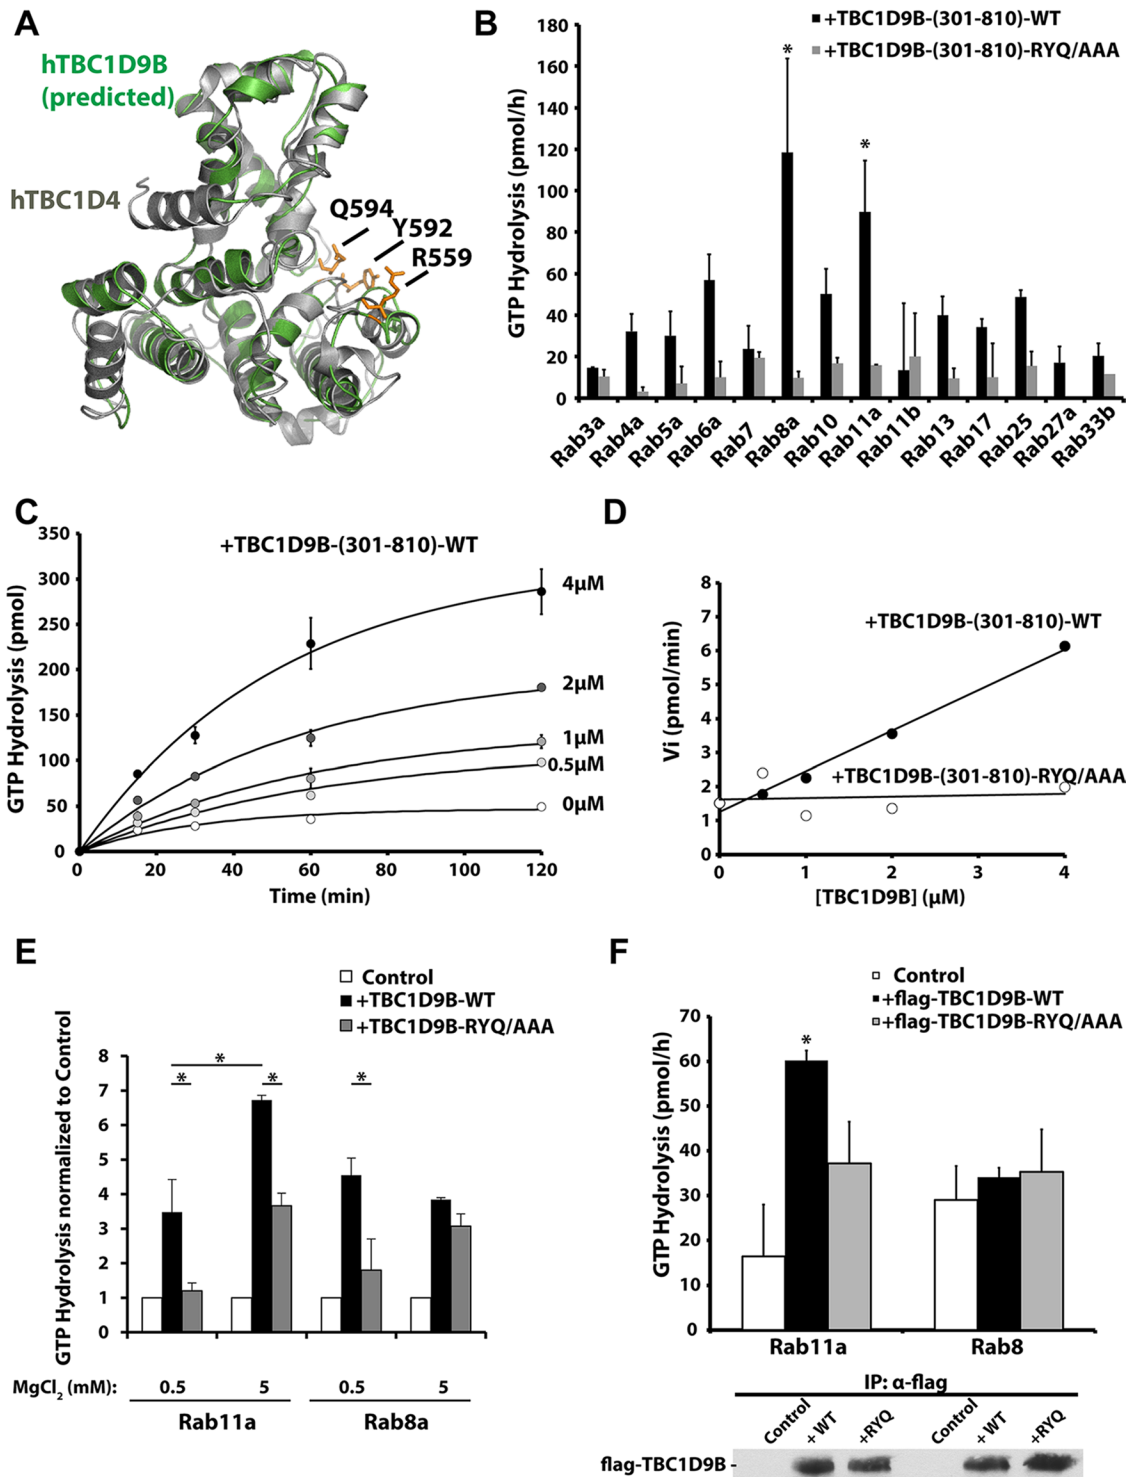 A
hTBC1D9B
(predicted)
hTBC1D4
Q594
Y592
R559
B
+TBC1D9B-(301-810)-WT
+TBC1D9B-(301-810)-RYQ/AAA
GTP Hydrolysis (pmol/h)
180
160
140
120
100
80
60
40
20
0
*
*
Rab3a
Rab4a
Rab5a
Rab6a
Rab7
Rab8a
Rab10
Rab11a
Rab11b
Rab13
Rab17
Rab25
Rab27a
Rab33b
C
+TBC1D9B-(301-810)-WT
GTP Hydrolysis (pmol)
350
300
250
200
150
100
50
0
4µM
2µM
1µM
0.5µM
0µM
0 20 40 60 80 100 120
Time (min)
D
Vi (pmol/min)
8
7
6
5
4
3
2
1
0
+TBC1D9B-(301-810)-WT
+TBC1D9B-(301-810)-RYQ/AAA
0 1 2 3 4
[TBC1D9B] (µM)
E
Control
+TBC1D9B-WT
+TBC1D9B-RYQ/AAA
GTP Hydrolysis normalized to Control
8
7
6
5
4
3
2
1
0
*
* * *
MgCl2 (mM): 0.5 5 0.5 5
Rab11a Rab8a
F
Control
+flag-TBC1D9B-WT
+flag-TBC1D9B-RYQ/AAA
GTP Hydrolysis (pmol/h)
70
60
50
40
30
20
10
0
*
Rab11a Rab8
IP: α-flag
Control
+ WT
+RYQ
Control
+ WT
+RYQ
flag-TBC1D9B -